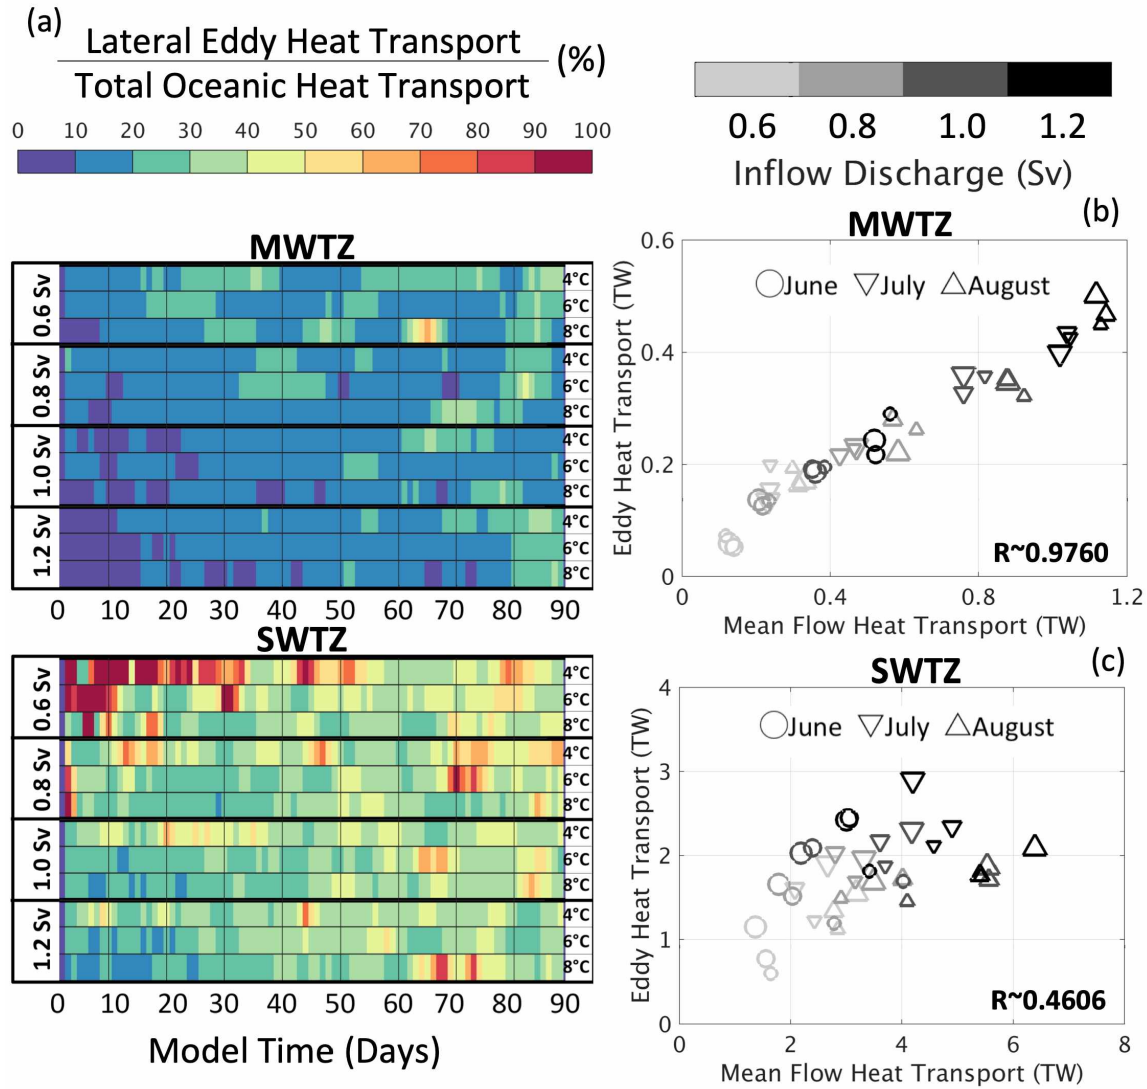 (a)
Lateral Eddy Heat Transport
Total Oceanic Heat Transport
(%)
0 10 20 30 40 50 60 70 80 90 100
MWTZ
0.6 Sv
4°C
6°C
8°C
0.8 Sv
4°C
6°C
8°C
1.0 Sv
4°C
6°C
8°C
1.2 Sv
4°C
6°C
8°C
0 10 20 30 40 50 60 70 80 90
SWTZ
0.6 Sv
4°C
6°C
8°C
0.8 Sv
4°C
6°C
8°C
1.0 Sv
4°C
6°C
8°C
1.2 Sv
4°C
6°C
8°C
0 10 20 30 40 50 60 70 80 90
Model Time (Days)
0.6 0.8 1.0 1.2
Inflow Discharge (Sv)
(b)
MWTZ
0.6
0.4
0.2
0
Eddy Heat Transport (TW)
June July August
R~0.9760
0 0.4 0.8 1.2
Mean Flow Heat Transport (TW)
(c)
SWTZ
4
3
2
1
0
Eddy Heat Transport (TW)
June July August
R~0.4606
0 2 4 6 8
Mean Flow Heat Transport (TW)